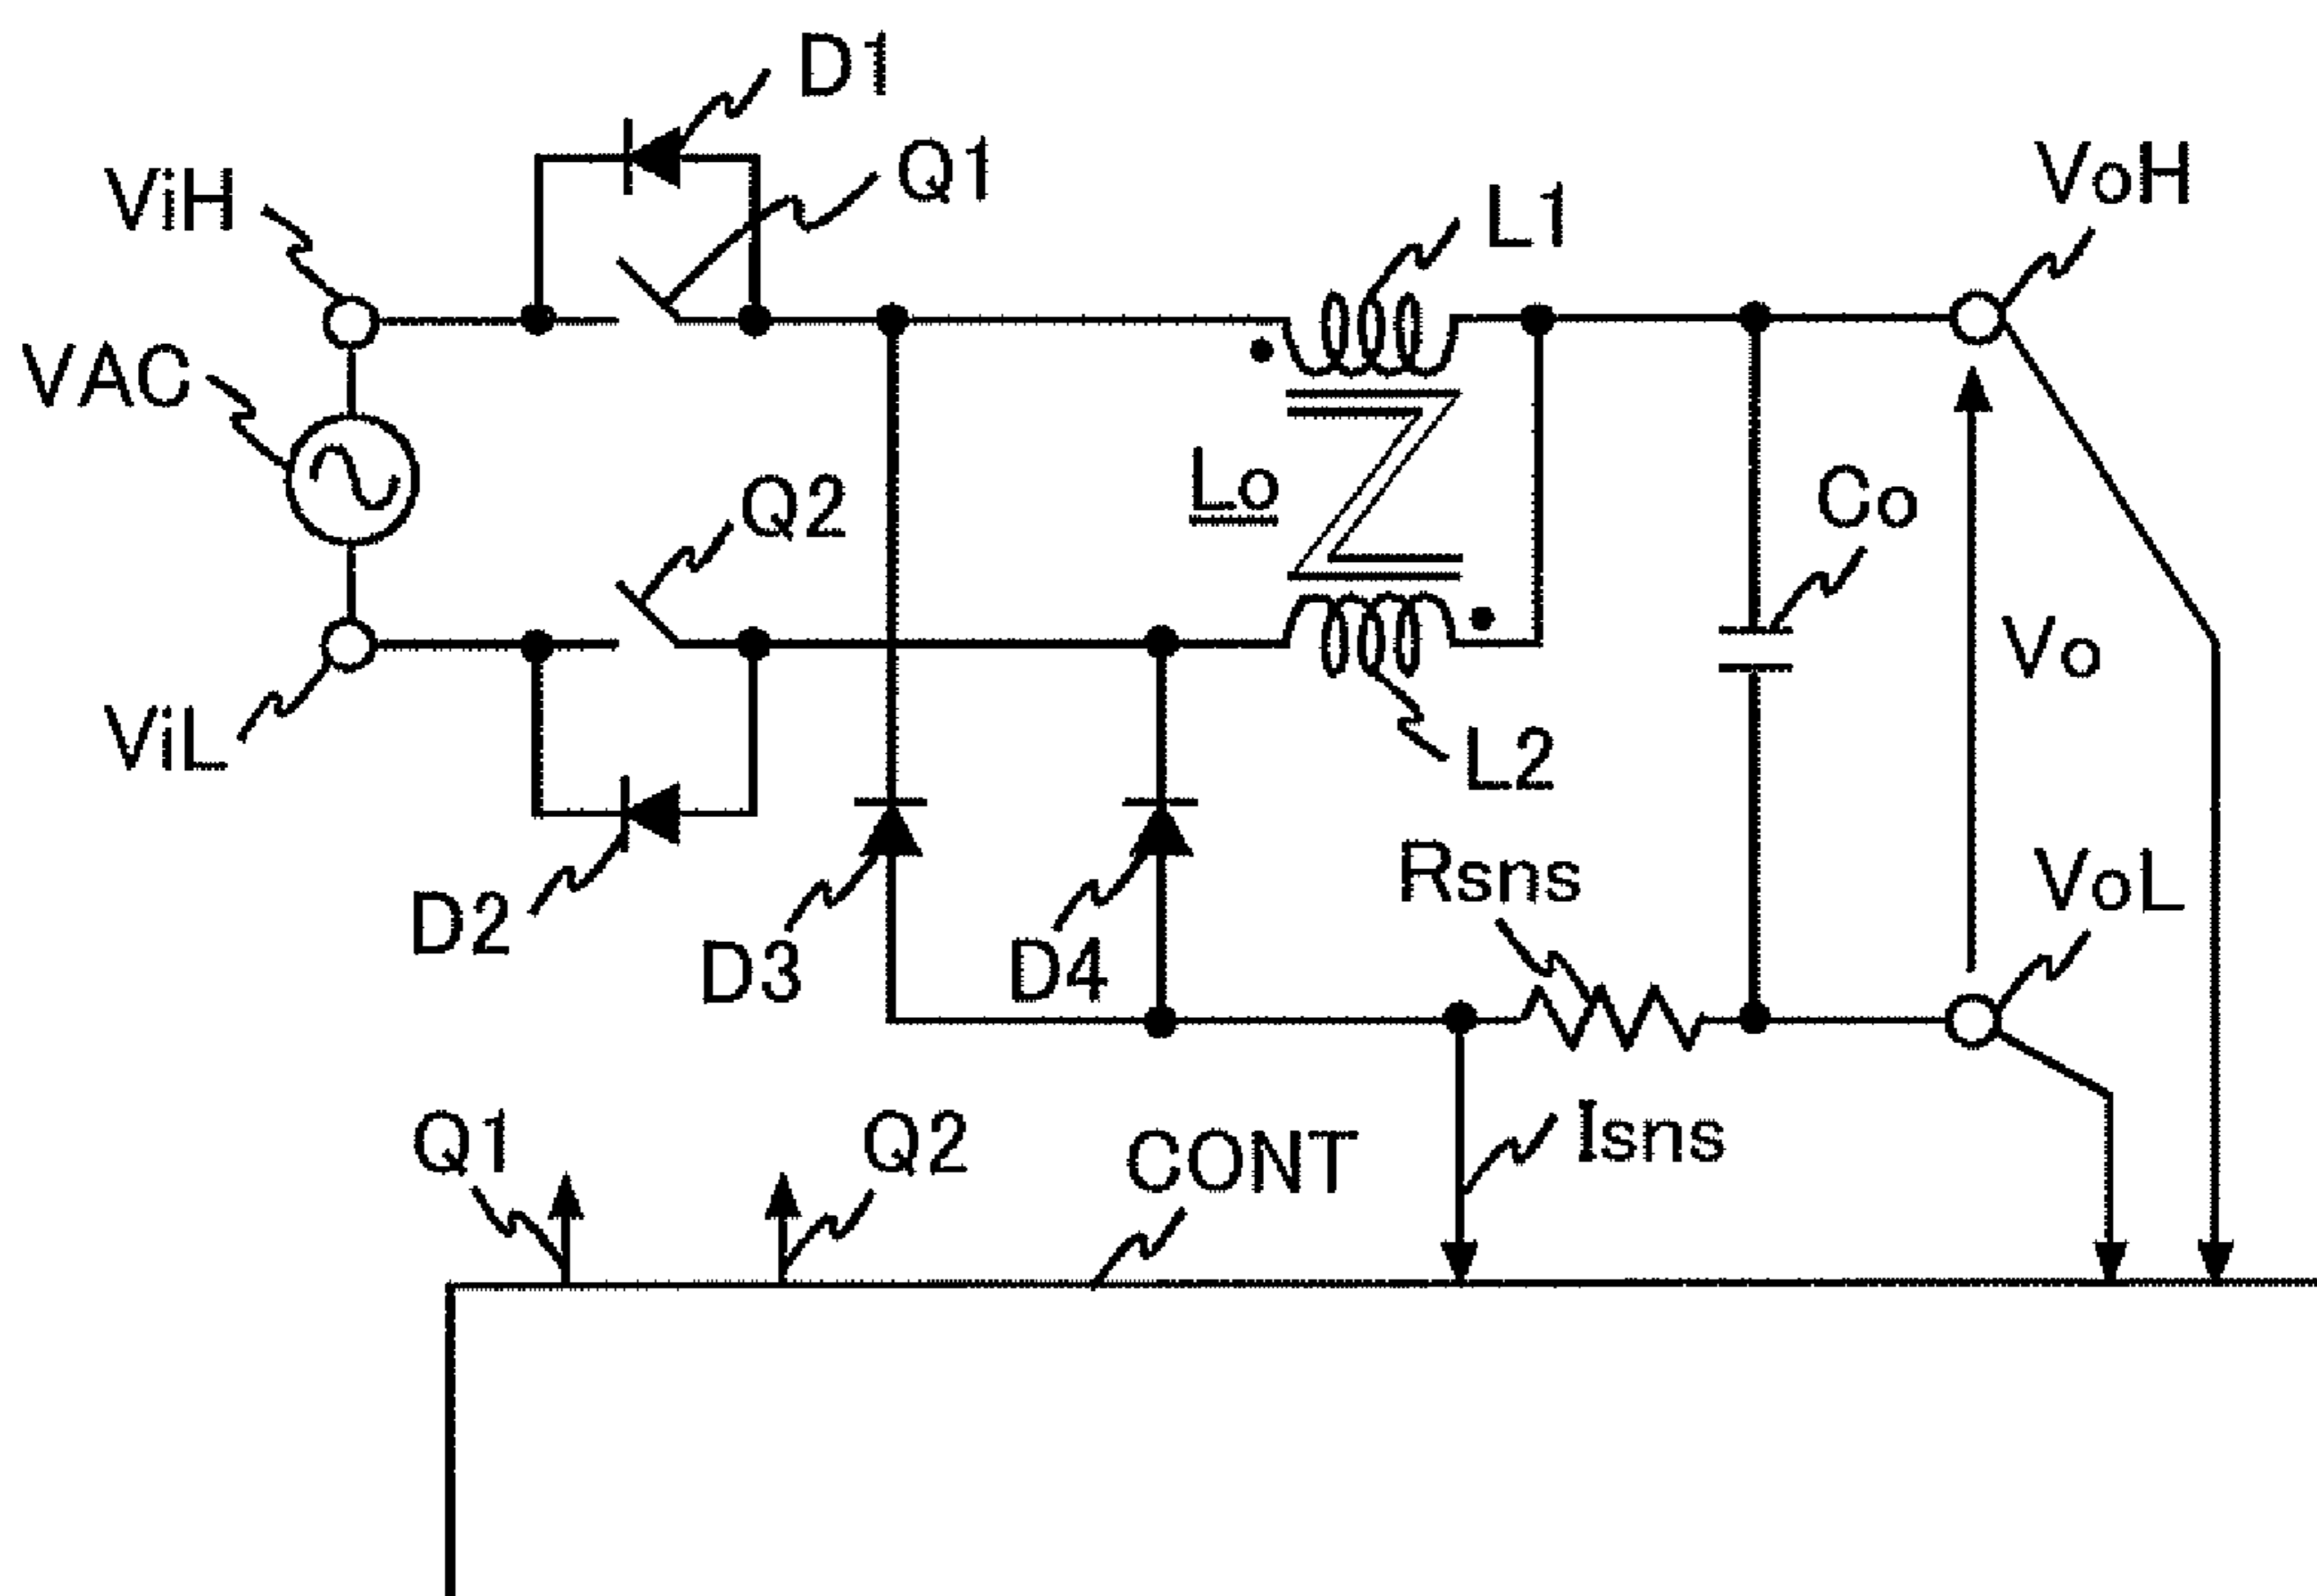 D1
Q1
ViH
L1
VoH
VAC
Q2
Lo
Co
Vo
ViL
L2
Rsns
VoL
D2
D3
D4
Q1
Q2
CONT
Isns